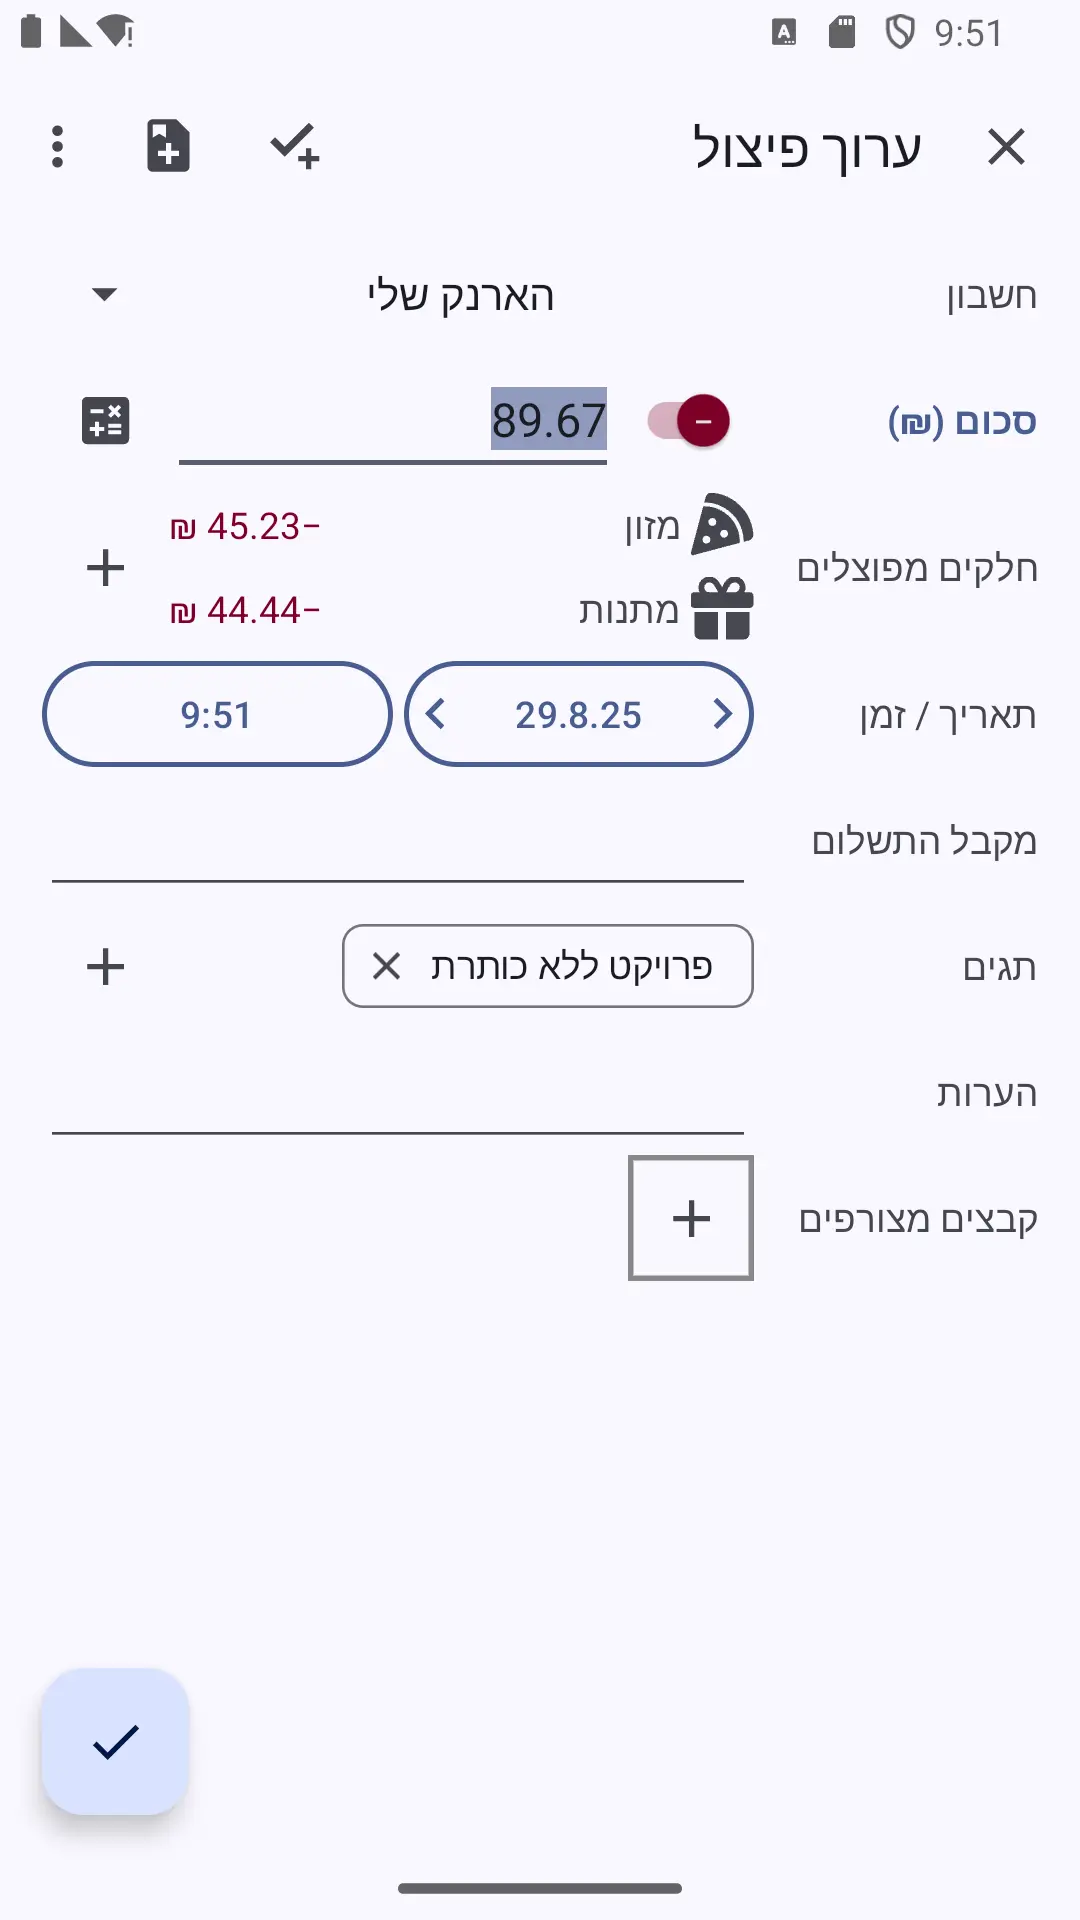 9:51
ערוך פיצול
חשבון הארנק שלי
סכום (₪) 89.67
חלקים מפוצלים
מזון −45.23 ₪
מתנות −44.44 ₪
תאריך / זמן 29.8.25 9:51
מקבל התשלום
תגים פרויקט ללא כותרת
הערות
קבצים מצורפים